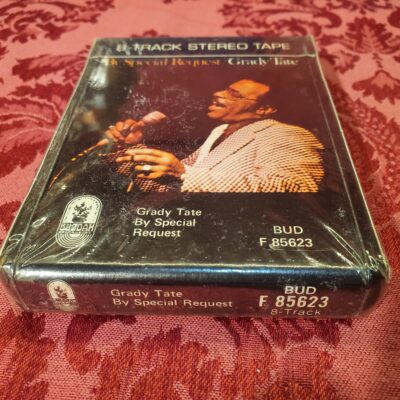 8-TRACK STEREO TAPE
By Special Request Grady Tate
BUDDAH
Grady Tate
By Special
Request
BUD
F 85623
Grady Tate
By Special Request
BUD
F 85623
8-Track